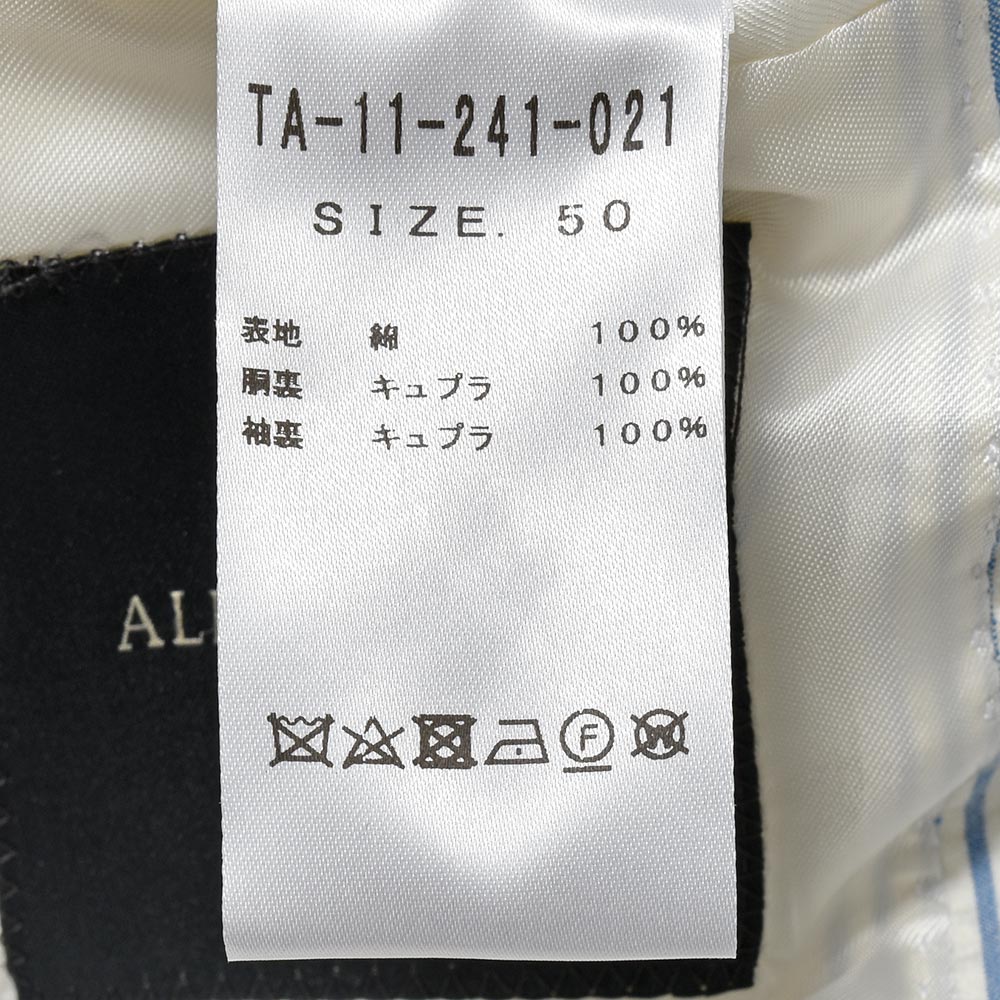 TA-11-241-021
SIZE. 50
表地 綿 100%
胴裏 キュプラ 100%
袖裏 キュプラ 100%
F
W